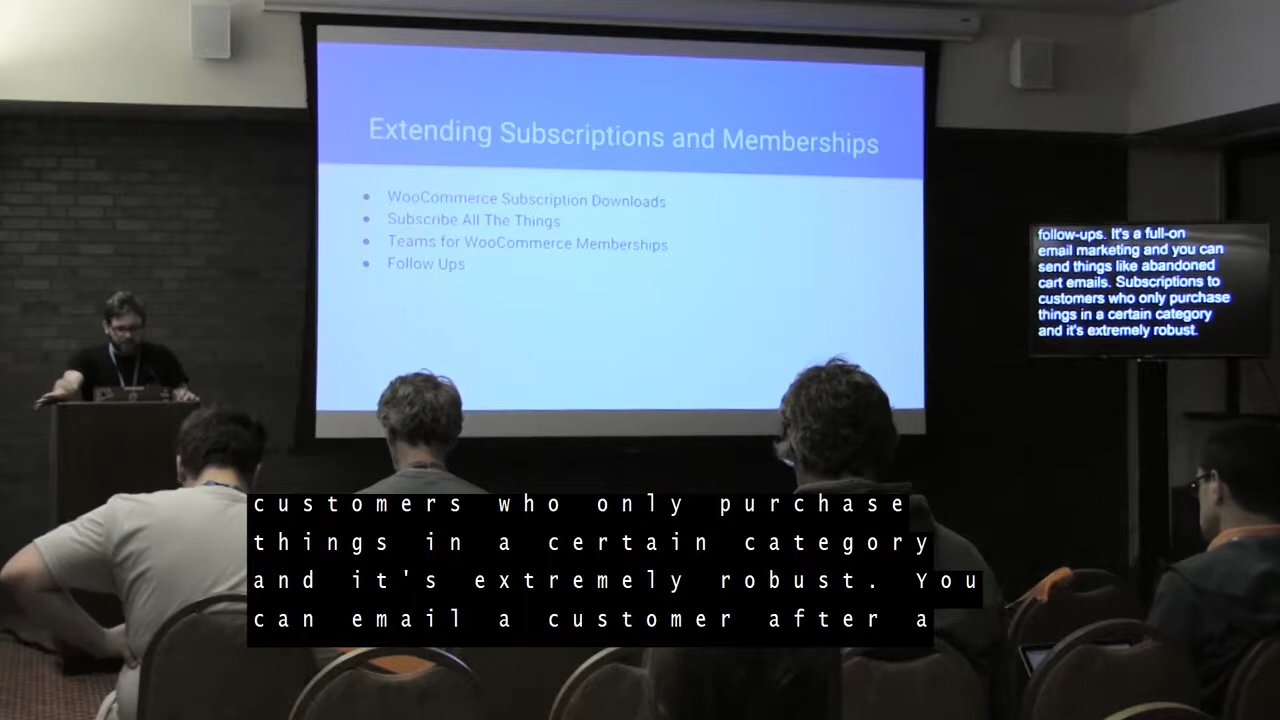 Extending Subscriptions and Memberships
WooCommerce Subscription Downloads
Subscribe All The Things
Teams for WooCommerce Memberships
Follow Ups
follow-ups. It's a full-on
email marketing and you can
send things like abandoned
cart emails. Subscriptions to
customers who only purchase
things in a certain category
and it's extremely robust.
customers who only purchase
things in a certain category
and it's extremely robust. You
can email a customer after a